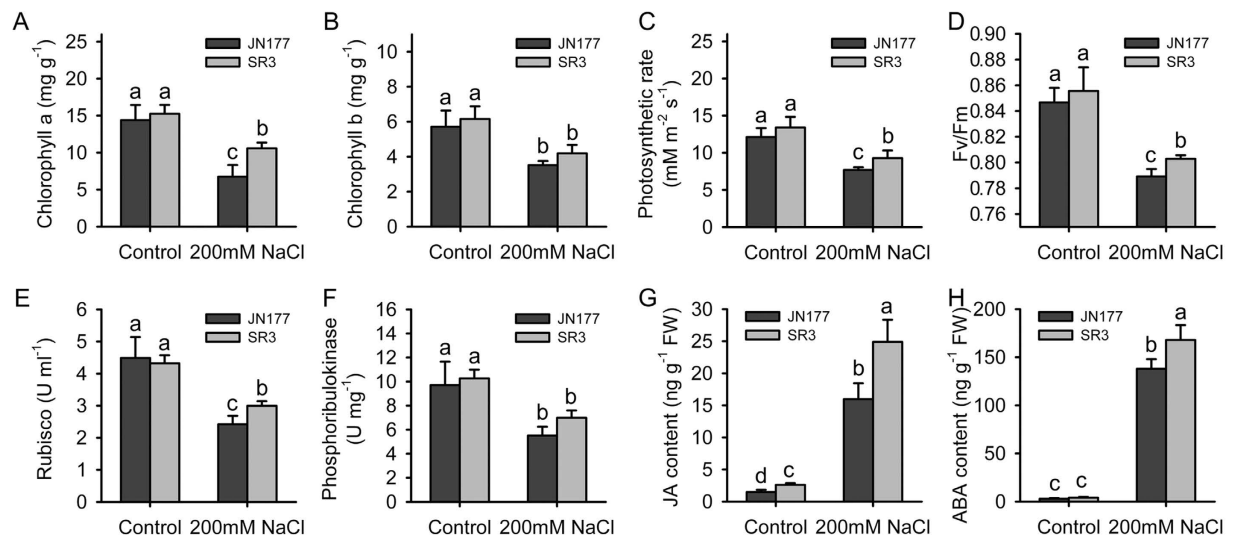 A
Chlorophyll a (mg g⁻¹)
25
20
15
10
5
0
JN177
SR3
a a
c b
Control 200mM NaCl
B
Chlorophyll b (mg g⁻¹)
10
8
6
4
2
0
JN177
SR3
a a
b b
Control 200mM NaCl
C
Photosynthetic rate
(mM m⁻² s⁻¹)
25
20
15
10
5
0
JN177
SR3
a a
c b
Control 200mM NaCl
D
Fv/Fm
0.90
0.88
0.86
0.84
0.82
0.80
0.78
0.76
JN177
SR3
a a
c b
Control 200mM NaCl
E
Rubisco (U ml⁻¹)
6
5
4
3
2
1
0
JN177
SR3
a a
c b
Control 200mM NaCl
F
Phosphoribulokinase
(U mg⁻¹)
16
14
12
10
8
6
4
2
0
JN177
SR3
a a
b b
Control 200mM NaCl
G
JA content (ng g⁻¹ FW)
30
25
20
15
10
5
0
JN177
SR3
d c
b a
Control 200mM NaCl
H
ABA content (ng g⁻¹ FW)
200
150
100
50
0
JN177
SR3
c c
b a
Control 200mM NaCl